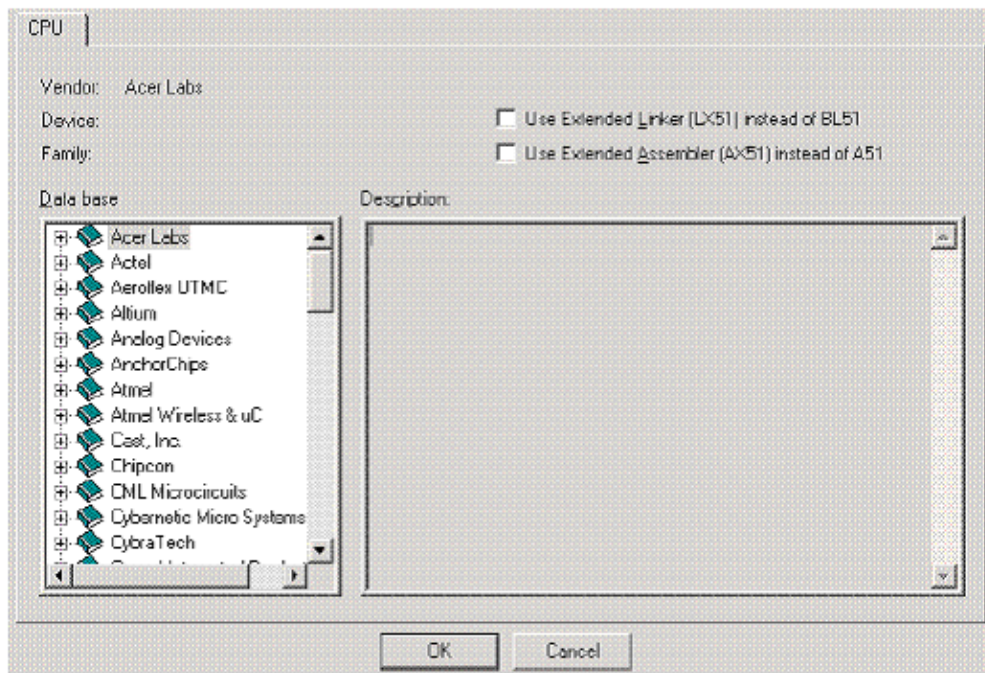 CPU
Vendor: Acer Labs
Device:
Use Extended Linker (LX51) instead of BL51
Family:
Use Extended Assembler (AX51) instead of A51
Data base
Description:
Acer Labs
Actel
Aeroflex UTMC
Altium
Analog Devices
AnchorChips
Atmel
Atmel Wireless & uC
Cast, Inc.
Chipcon
CML Microcircuits
Cybernetic Micro Systems
CybraTech
OK
Cancel